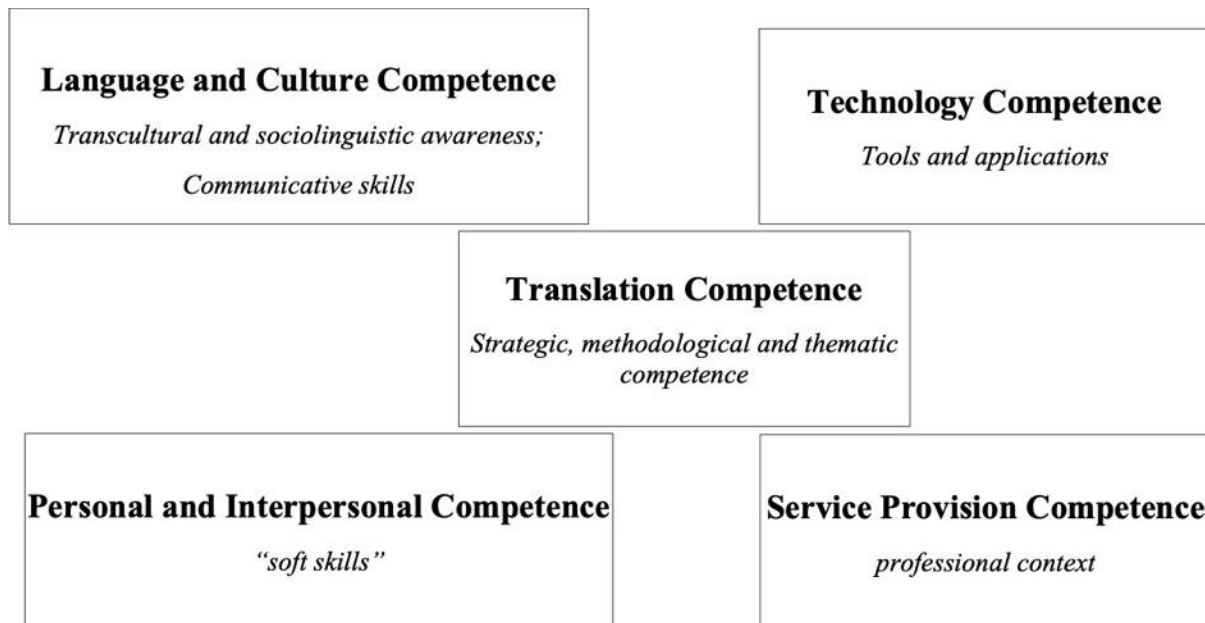 Language and Culture Competence
Transcultural and sociolinguistic awareness;
Communicative skills
Technology Competence
Tools and applications
Translation Competence
Strategic, methodological and thematic
competence
Personal and Interpersonal Competence
“soft skills”
Service Provision Competence
professional context